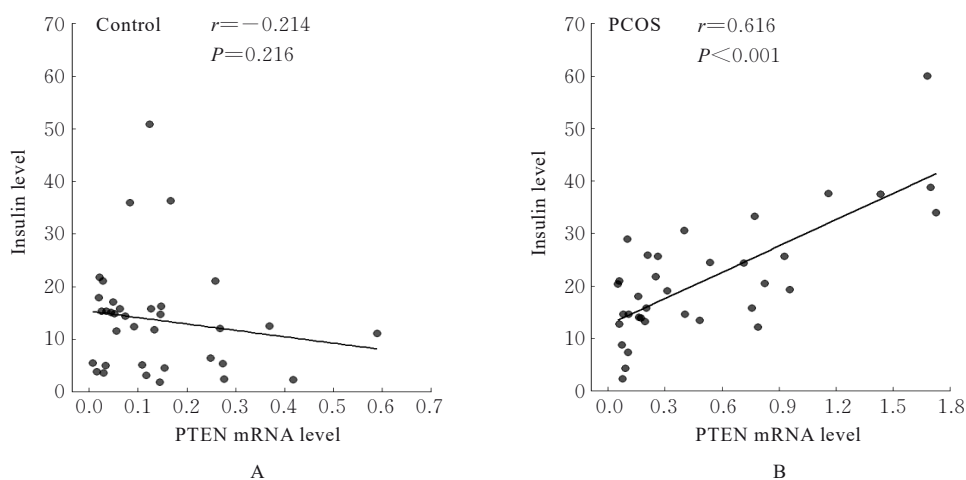 Control
r=−0.214
P=0.216
Insulin level
70
60
50
40
30
20
10
0
0.0 0.1 0.2 0.3 0.4 0.5 0.6 0.7
PTEN mRNA level
A
PCOS
r=0.616
P<0.001
Insulin level
70
60
50
40
30
20
10
0
0.0 0.3 0.6 0.9 1.2 1.5 1.8
PTEN mRNA level
B